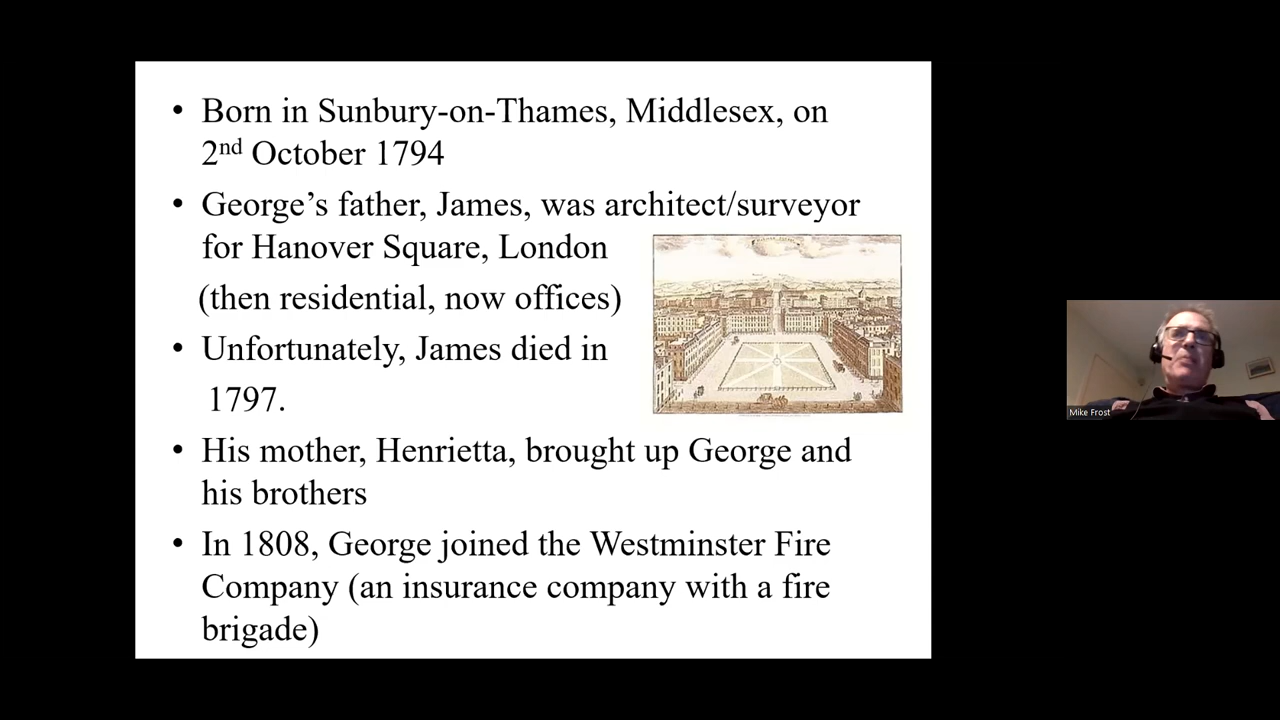 • Born in Sunbury-on-Thames, Middlesex, on
2nd October 1794
• George’s father, James, was architect/surveyor
for Hanover Square, London
(then residential, now offices)
• Unfortunately, James died in
1797.
• His mother, Henrietta, brought up George and
his brothers
• In 1808, George joined the Westminster Fire
Company (an insurance company with a fire
brigade)
Mike Frost